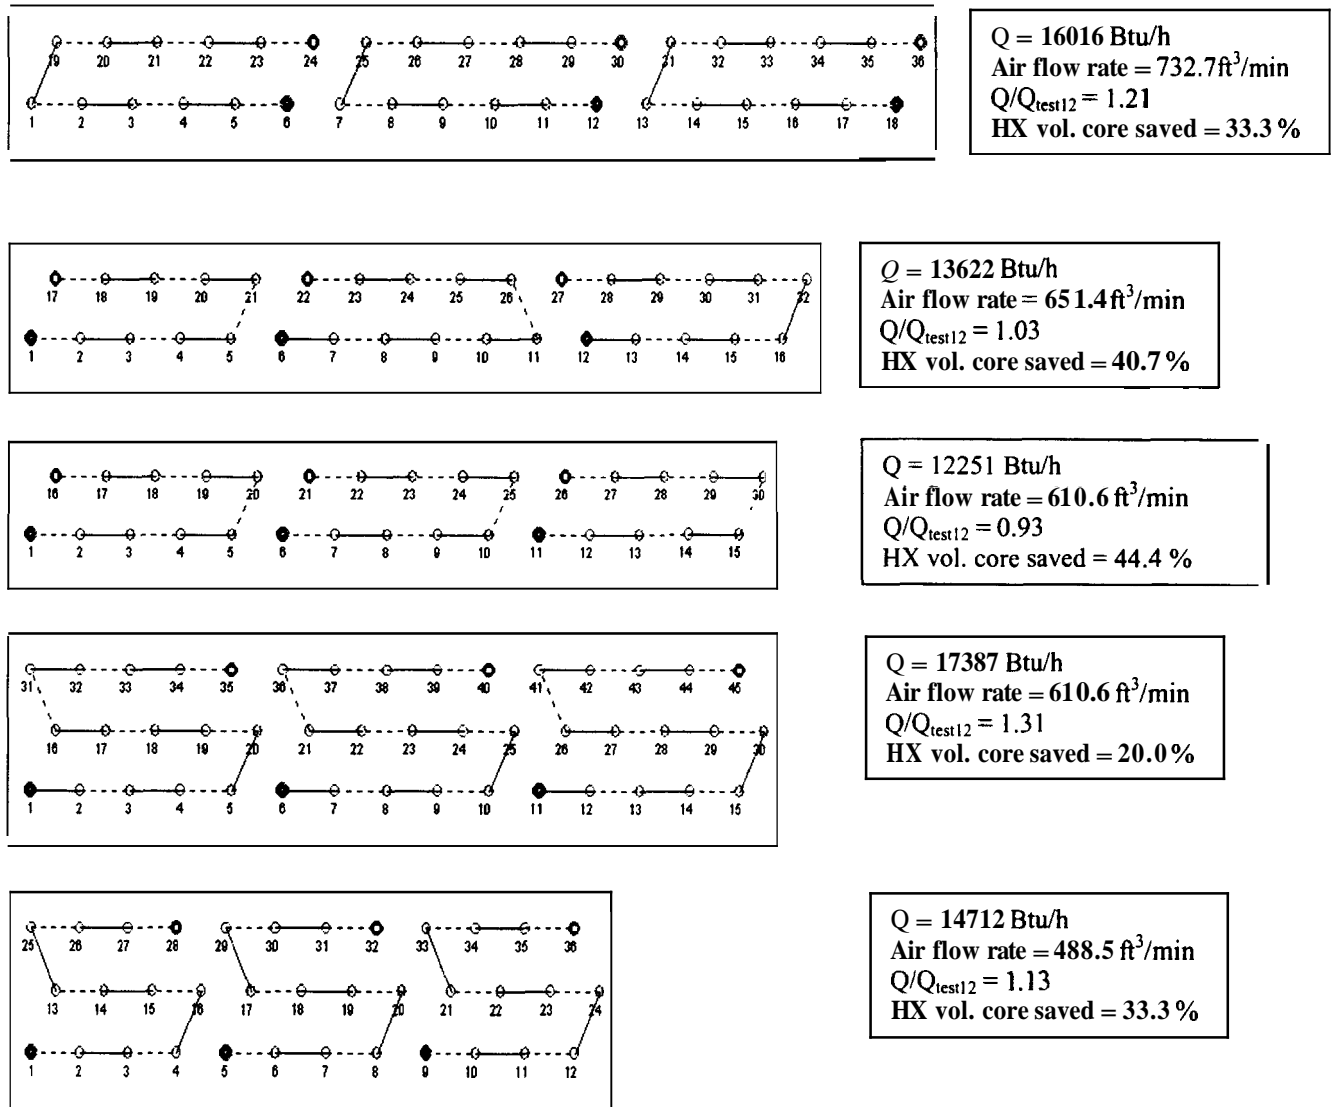 19 20 21 22 23 24 25 26 27 28 29 30 31 32 33 34 35 36
1 2 3 4 5 6 7 8 9 10 11 12 13 14 15 16 17 18
Q = 16016 Btu/h
Air flow rate = 732.7ft³/min
Q/Qtest12 = 1.21
HX vol. core saved = 33.3 %
17 18 19 20 21 22 23 24 25 26 27 28 29 30 31 32
1 2 3 4 5 6 7 8 9 10 11 12 13 14 15 16
Q = 13622 Btu/h
Air flow rate = 651.4 ft³/min
Q/Qtest12 = 1.03
HX vol. core saved = 40.7 %
16 17 18 19 20 21 22 23 24 25 26 27 28 29 30
1 2 3 4 5 6 7 8 9 10 11 12 13 14 15
Q = 12251 Btu/h
Air flow rate = 610.6 ft³/min
Q/Qtest12 = 0.93
HX vol. core saved = 44.4 %
31 32 33 34 35 36 37 38 39 40 41 42 43 44 45
16 17 18 19 20 21 22 23 24 25 26 27 28 29 30
1 2 3 4 5 6 7 8 9 10 11 12 13 14 15
Q = 17387 Btu/h
Air flow rate = 610.6 ft³/min
Q/Qtest12 = 1.31
HX vol. core saved = 20.0 %
25 26 27 28 29 30 31 32 33 34 35 36
13 14 15 16 17 18 19 20 21 22 23 24
1 2 3 4 5 6 7 8 9 10 11 12
Q = 14712 Btu/h
Air flow rate = 488.5 ft³/min
Q/Qtest12 = 1.13
HX vol. core saved = 33.3 %